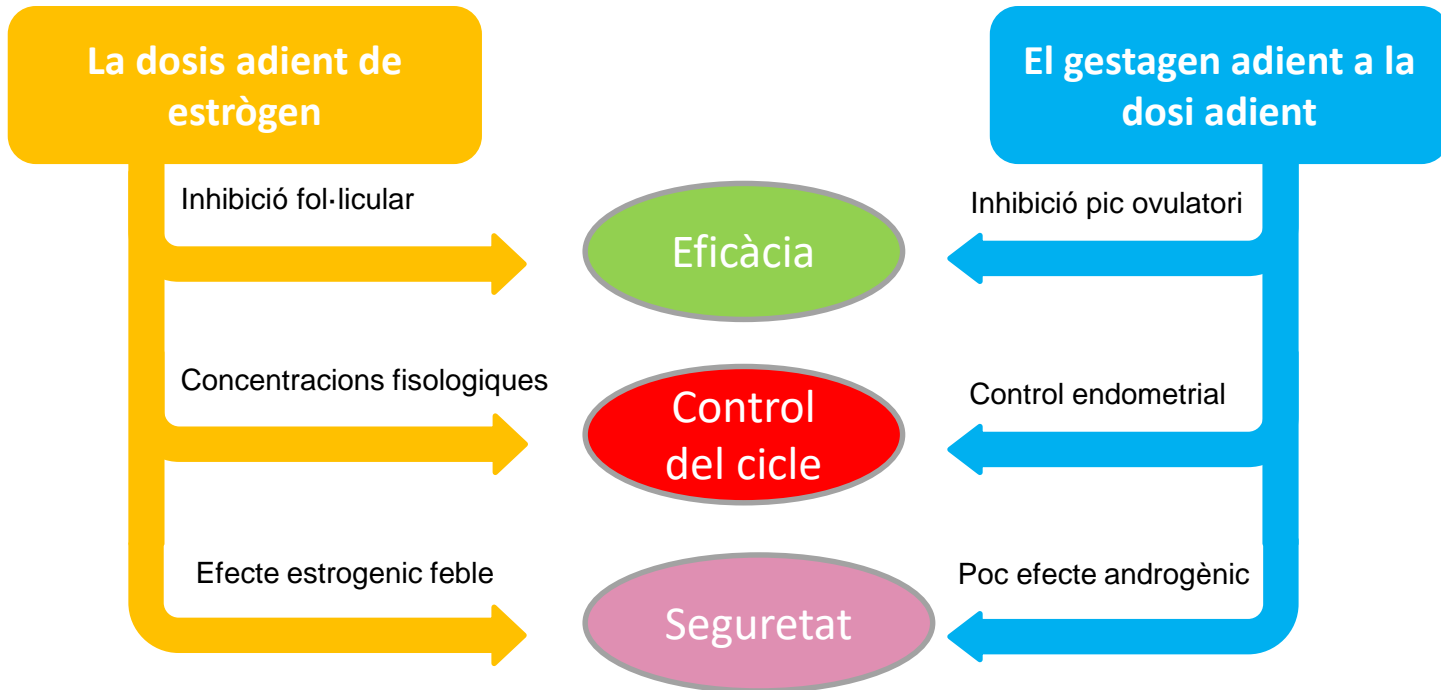 La dosis adient de
estrògen
El gestagen adient a la
dosi adient
Inhibició fol·licular
Eficàcia
Inhibició pic ovulatori
Concentracions fisologiques
Control
del cicle
Control endometrial
Efecte estrogenic feble
Seguretat
Poc efecte androgènic